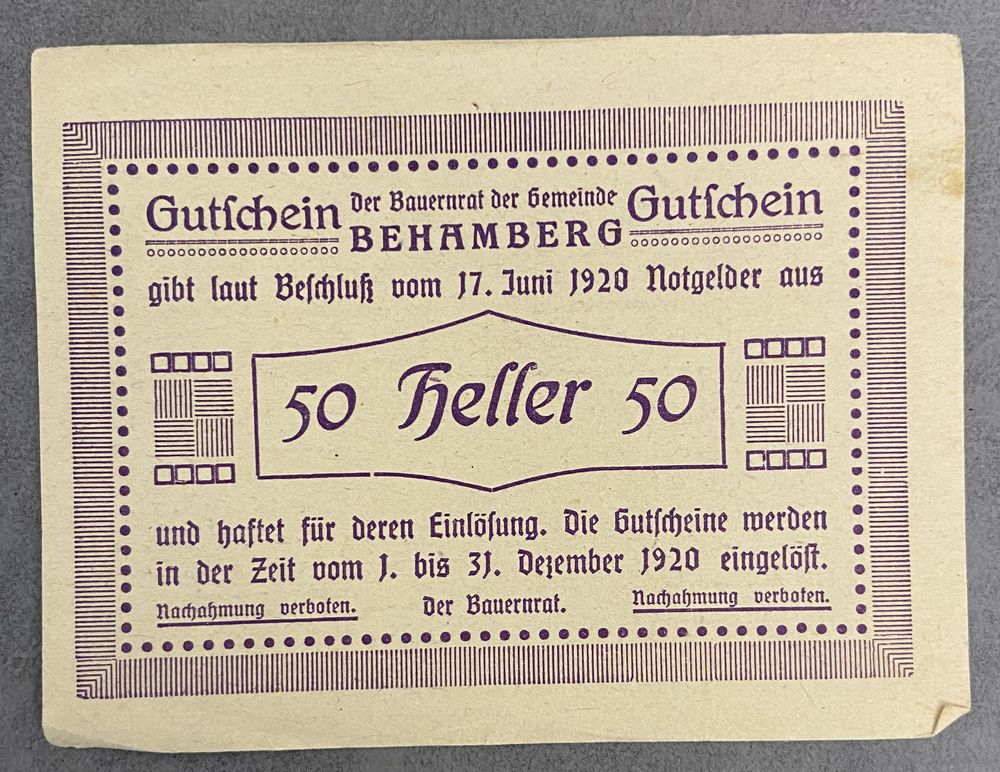 Gutſchein Der Bauernrat der Gemeinde Gutſchein
BEHAMBERG
gibt laut Beſchluß vom 17. Juni 1920 Notgelder aus
50 Heller 50
und haftet für deren Einlöſung. Die Gutſcheine werden
in der Zeit vom 1. bis 31. Dezember 1920 eingelöſt.
Nachahmung verboten. Der Bauernrat. Nachahmung verboten.